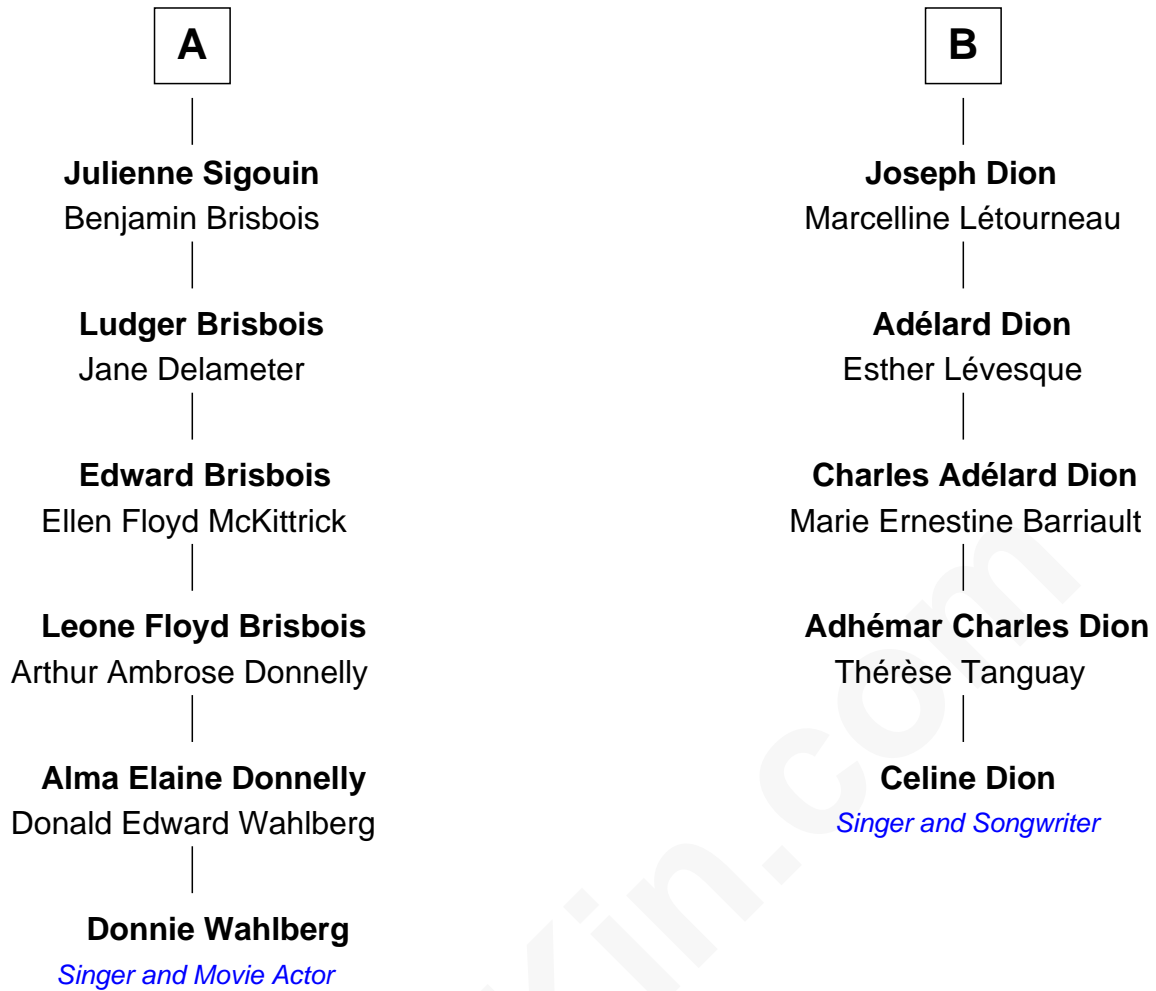 A
Julienne Sigouin
Benjamin Brisbois
Ludger Brisbois
Jane Delameter
Edward Brisbois
Ellen Floyd McKittrick
Leone Floyd Brisbois
Arthur Ambrose Donnelly
Alma Elaine Donnelly
Donald Edward Wahlberg
Donnie Wahlberg
Singer and Movie Actor
B
Joseph Dion
Marcelline Létourneau
Adélard Dion
Esther Lévesque
Charles Adélard Dion
Marie Ernestine Barriault
Adhémar Charles Dion
Thérèse Tanguay
Celine Dion
Singer and Songwriter
Kin.com